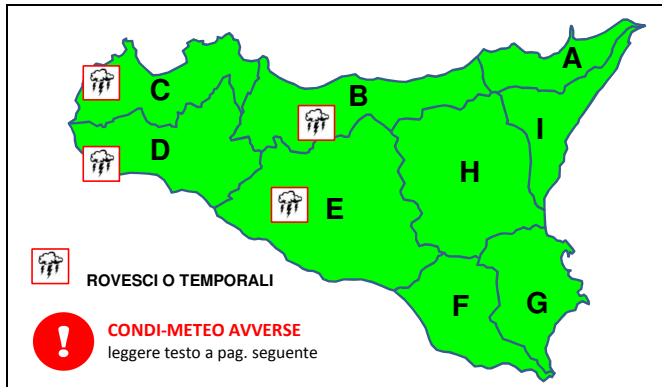 A
B
C
I
D
H
E
F
G
ROVESCI O TEMPORALI
CONDI-METEO AVVERSE
leggere testo a pag. seguente